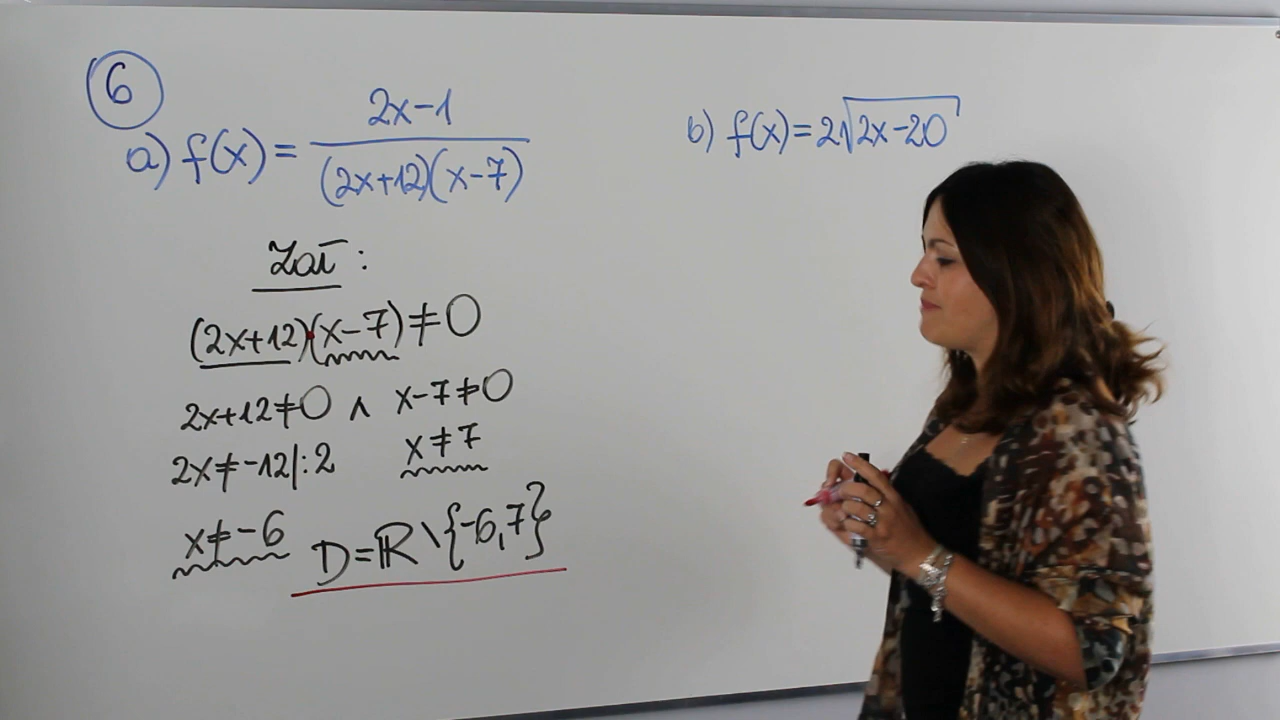 6
a) f(x) = 2x-1 / (2x+12)(x-7)
Zał:
(2x+12)·(x-7) ≠ 0
2x+12 ≠ 0 ∧ x-7 ≠ 0
2x ≠ -12 |:2 x ≠ 7
x ≠ -6 D = ℝ \ {-6, 7}
b) f(x) = 2√(2x-20)